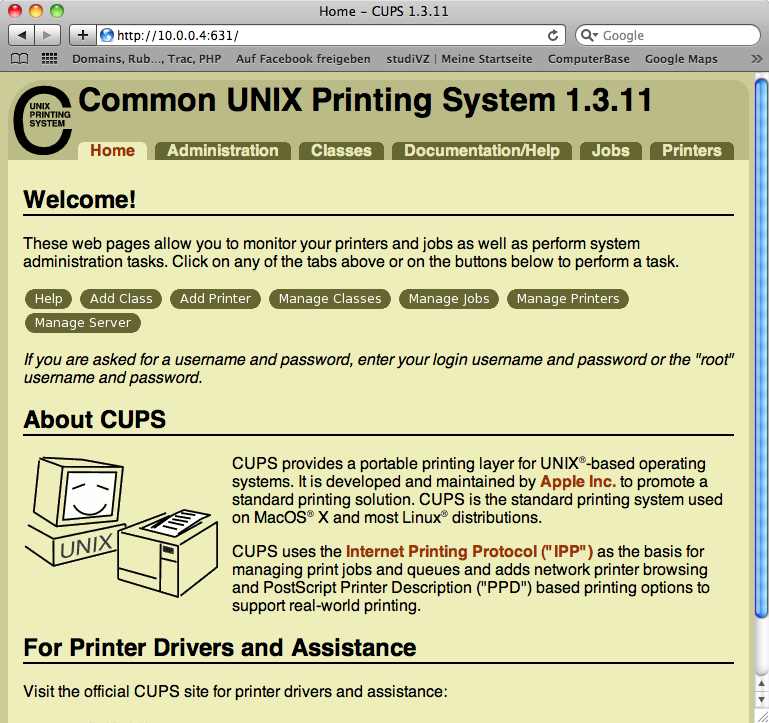 Home – CUPS 1.3.11
http://10.0.0.4:631/
Google
Domains, Rub..., Trac, PHP Auf Facebook freigeben studiVZ | Meine Startseite ComputerBase Google Maps »
UNIX
PRINTING
SYSTEM
Common UNIX Printing System 1.3.11
Home Administration Classes Documentation/Help Jobs Printers
Welcome!
These web pages allow you to monitor your printers and jobs as well as perform system
administration tasks. Click on any of the tabs above or on the buttons below to perform a task.
Help Add Class Add Printer Manage Classes Manage Jobs Manage Printers
Manage Server
If you are asked for a username and password, enter your login username and password or the "root"
username and password.
About CUPS
UNIX
CUPS provides a portable printing layer for UNIX®-based operating
systems. It is developed and maintained by Apple Inc. to promote a
standard printing solution. CUPS is the standard printing system used
on MacOS® X and most Linux® distributions.
CUPS uses the Internet Printing Protocol ("IPP") as the basis for
managing print jobs and queues and adds network printer browsing
and PostScript Printer Description ("PPD") based printing options to
support real-world printing.
For Printer Drivers and Assistance
Visit the official CUPS site for printer drivers and assistance: